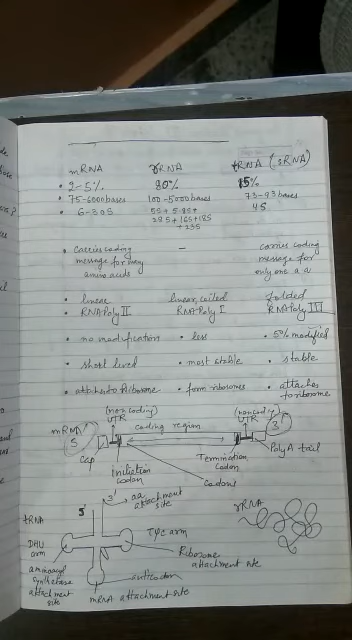 mRNA   rRNA   tRNA (sRNA)
• 2-5%   80%   15%
• 75-6000 bases   100-5000 bases   73-93 bases
• 6-30S   5S + 5.8S + 28S + 16S + 18S + 23S   4S
• Carries coding message for many amino acids   —   carries coding message for only one a.a
• linear   linear, coiled   folded
• RNA Poly II   RNA Poly I   RNA Poly III
• no modification   • less   • 5% modified
• short lived   • most stable   • stable
• attached to Ribosome   • form ribosomes   • attaches to ribosome
(noncoding) UTR   coding region   (noncoding) UTR
mRNA   5'   3'
Cap   Initiation codon   Termination codon   Poly A tail
codons
5'   3'   aa attachment site   rRNA
tRNA
DHU arm   TψC arm
Ribosome attachment site
aminoacyl synthetase attachment site   anticodon
mRNA attachment site